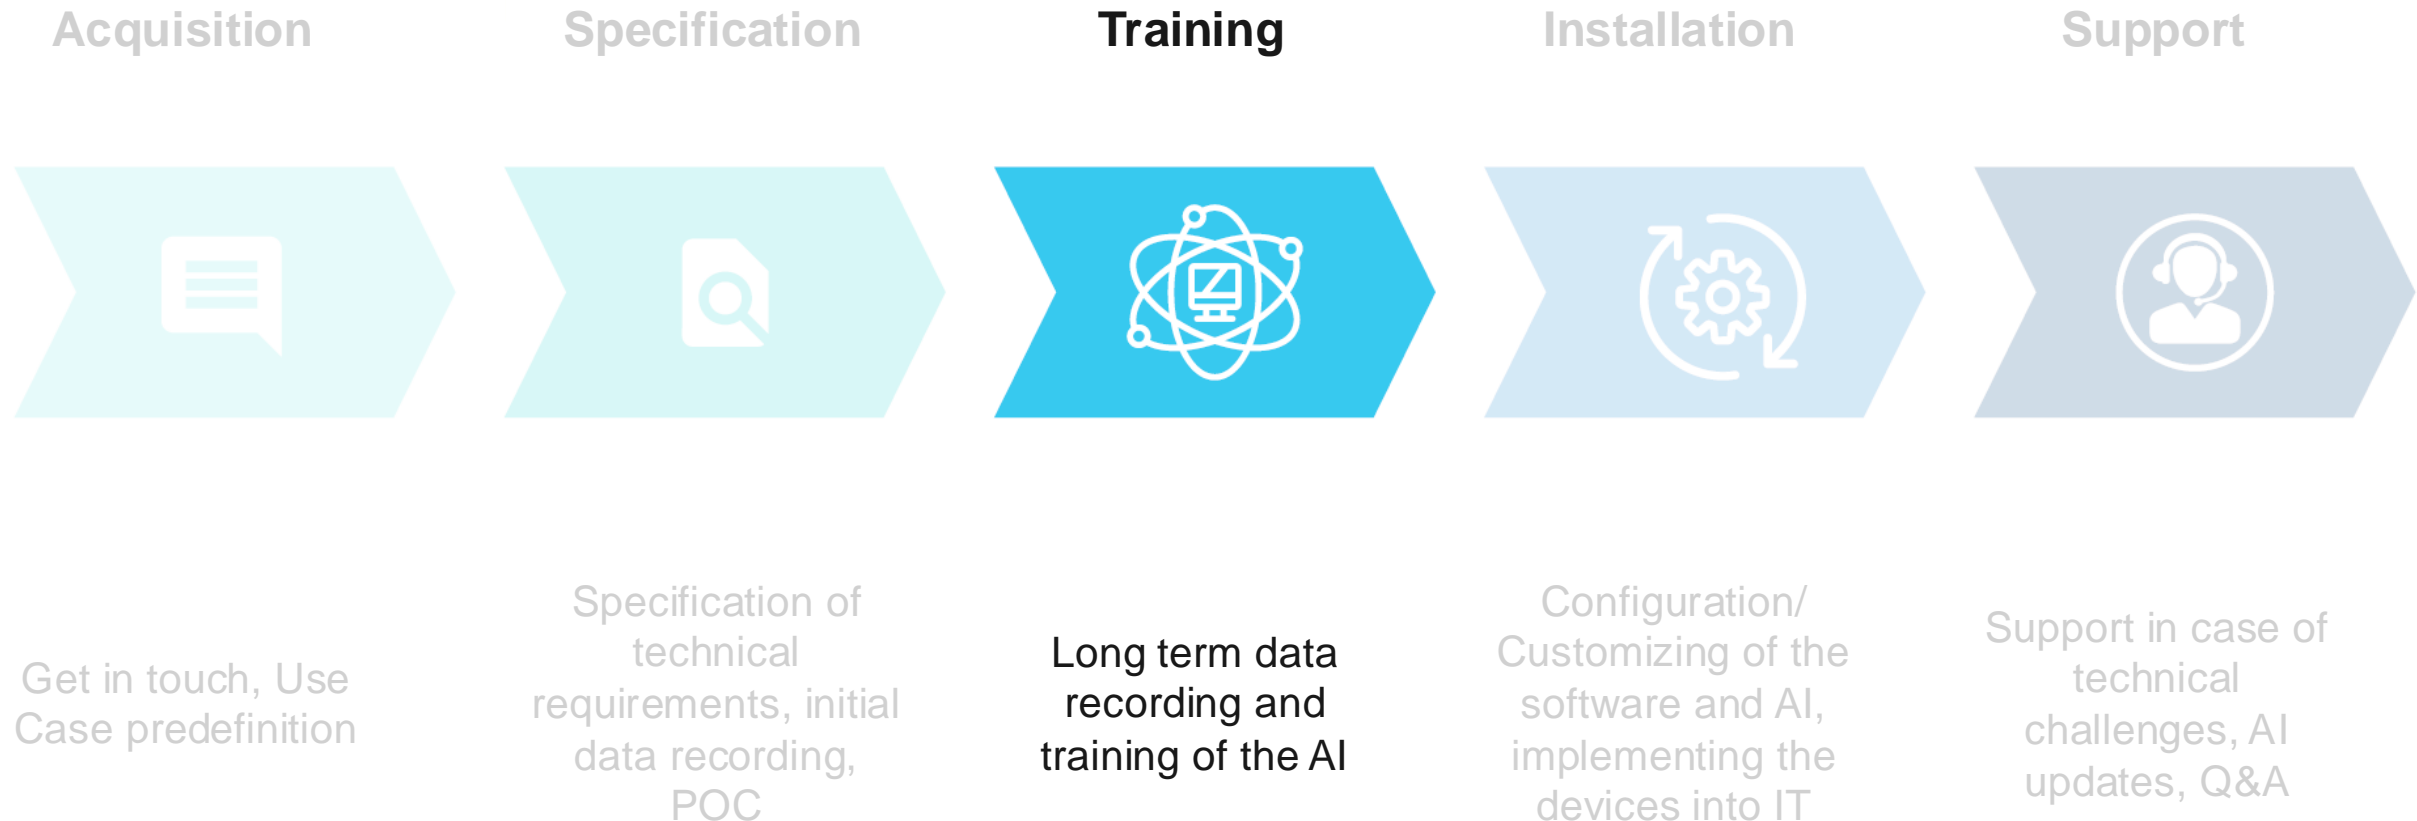 Acquisition
Specification
Training
Installation
Support
Get in touch, Use
Case predefinition
Specification of
technical
requirements, initial
data recording,
POC
Long term data
recording and
training of the AI
Configuration/
Customizing of the
software and AI,
implementing the
devices into IT
Support in case of
technical
challenges, AI
updates, Q&A